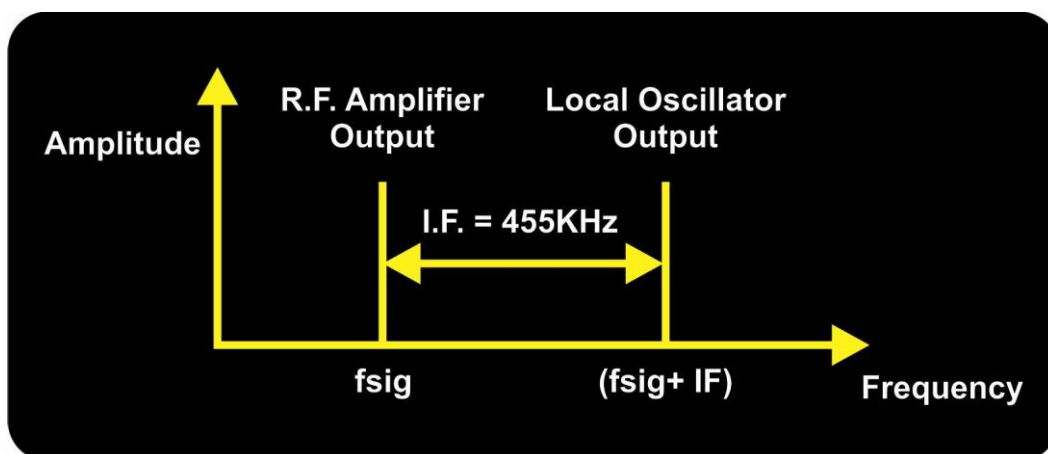 R.F. Amplifier
Output
Local Oscillator
Output
Amplitude
I.F. = 455KHz
fsig
(fsig+ IF)
Frequency